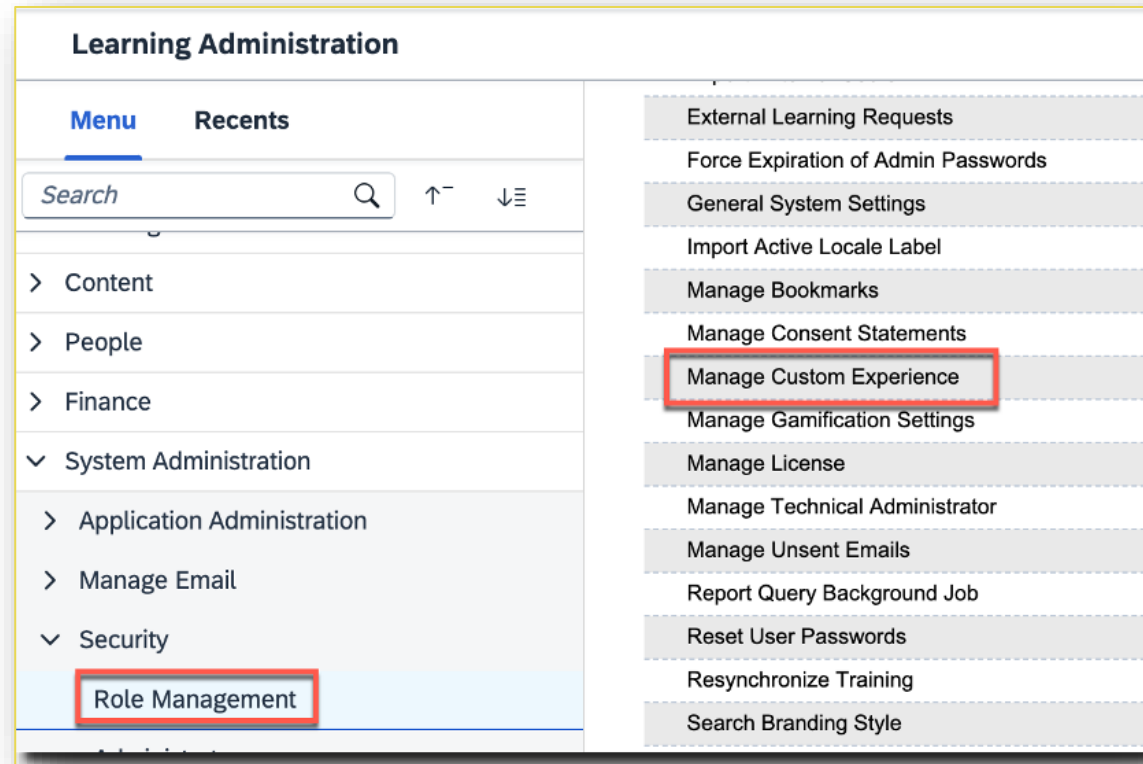 Learning Administration
Menu
Recents
Search
Content
People
Finance
System Administration
Application Administration
Manage Email
Security
Role Management
External Learning Requests
Force Expiration of Admin Passwords
General System Settings
Import Active Locale Label
Manage Bookmarks
Manage Consent Statements
Manage Custom Experience
Manage Gamification Settings
Manage License
Manage Technical Administrator
Manage Unsent Emails
Report Query Background Job
Reset User Passwords
Resynchronize Training
Search Branding Style